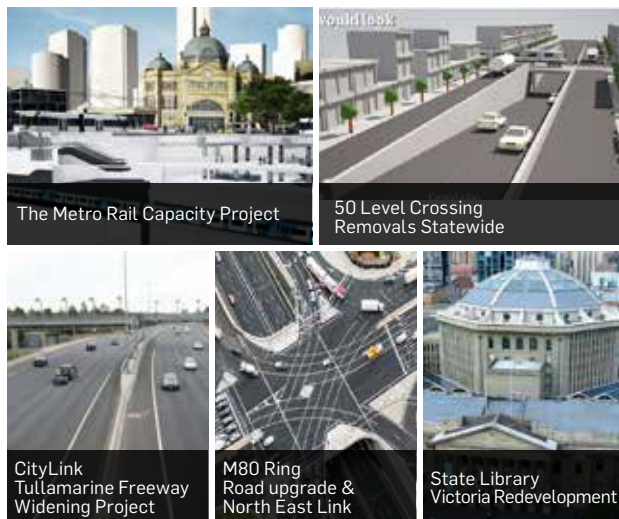 would look
The Metro Rail Capacity Project
50 Level Crossing
Removals Statewide
CityLink
Tullamarine Freeway
Widening Project
M80 Ring
Road upgrade &
North East Link
State Library
Victoria Redevelopment